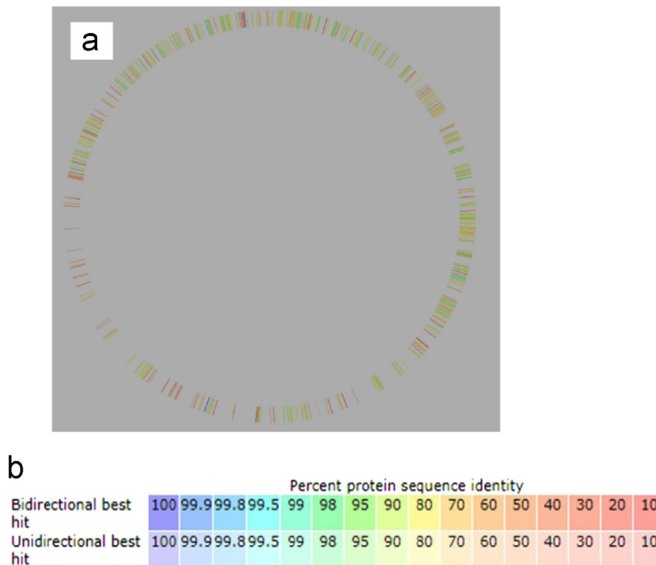 a
b
Percent protein sequence identity
Bidirectional best hit
100 99.9 99.8 99.5 99 98 95 90 80 70 60 50 40 30 20 10
Unidirectional best hit
100 99.9 99.8 99.5 99 98 95 90 80 70 60 50 40 30 20 10